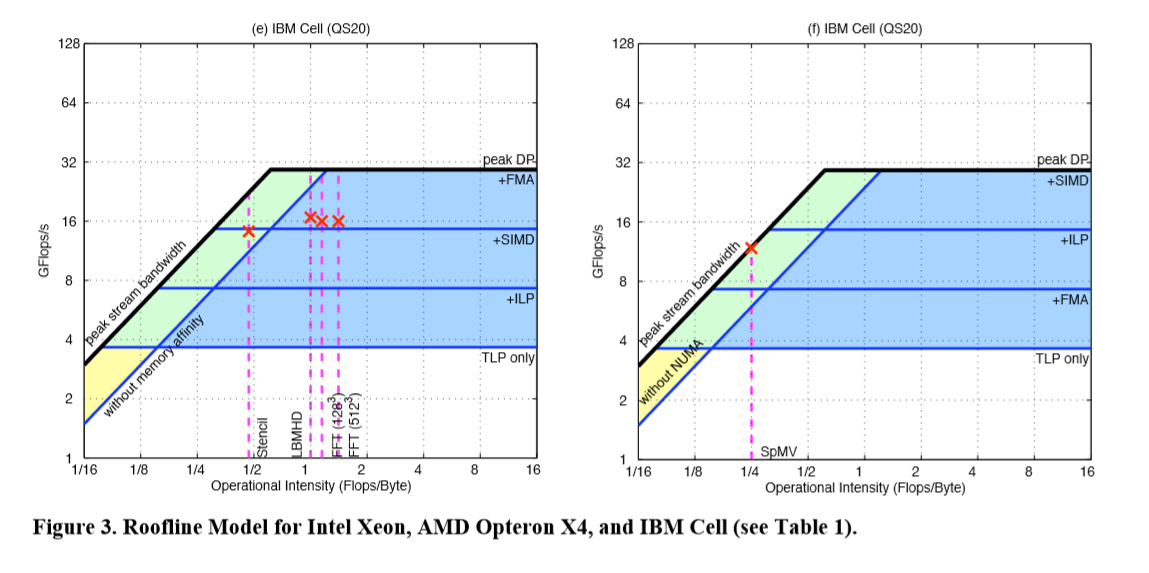 (e) IBM Cell (QS20)
128
64
32
16
8
4
2
1
GFlops/s
peak DP
+FMA
+SIMD
+ILP
TLP only
peak stream bandwidth
without memory affinity
Stencil
LBMHD
FFT (128³)
FFT (512³)
1/16 1/8 1/4 1/2 1 2 4 8 16
Operational Intensity (Flops/Byte)
(f) IBM Cell (QS20)
128
64
32
16
8
4
2
1
GFlops/s
peak DP
+SIMD
+ILP
+FMA
TLP only
peak stream bandwidth
without NUMA
SpMV
1/16 1/8 1/4 1/2 1 2 4 8 16
Operational Intensity (Flops/Byte)
Figure 3. Roofline Model for Intel Xeon, AMD Opteron X4, and IBM Cell (see Table 1).